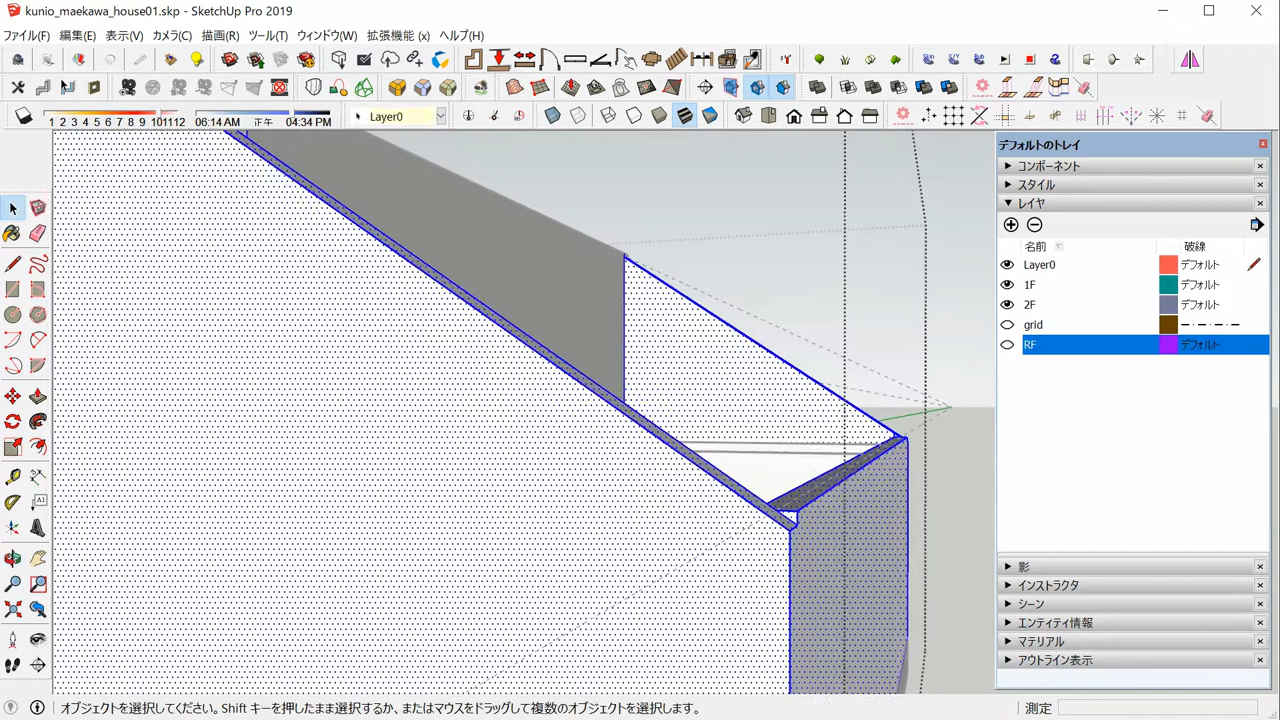 kunio_maekawa_house01.skp - SketchUp Pro 2019
ファイル(F) 編集(E) 表示(V) カメラ(C) 描画(R) ツール(T) ウィンドウ(W) 拡張機能 (x) ヘルプ(H)
1 2 3 4 5 6 7 8 9 101112 06:14 AM 正午 04:34 PM Layer0
デフォルトのトレイ
コンポーネント
スタイル
レイヤ
名前 破線
Layer0 デフォルト
1F デフォルト
2F デフォルト
grid
RF デフォルト
影
インストラクタ
シーン
エンティティ情報
マテリアル
アウトライン表示
オブジェクトを選択してください。Shift キーを押したまま選択するか、またはマウスをドラッグして複数のオブジェクトを選択します。 測定